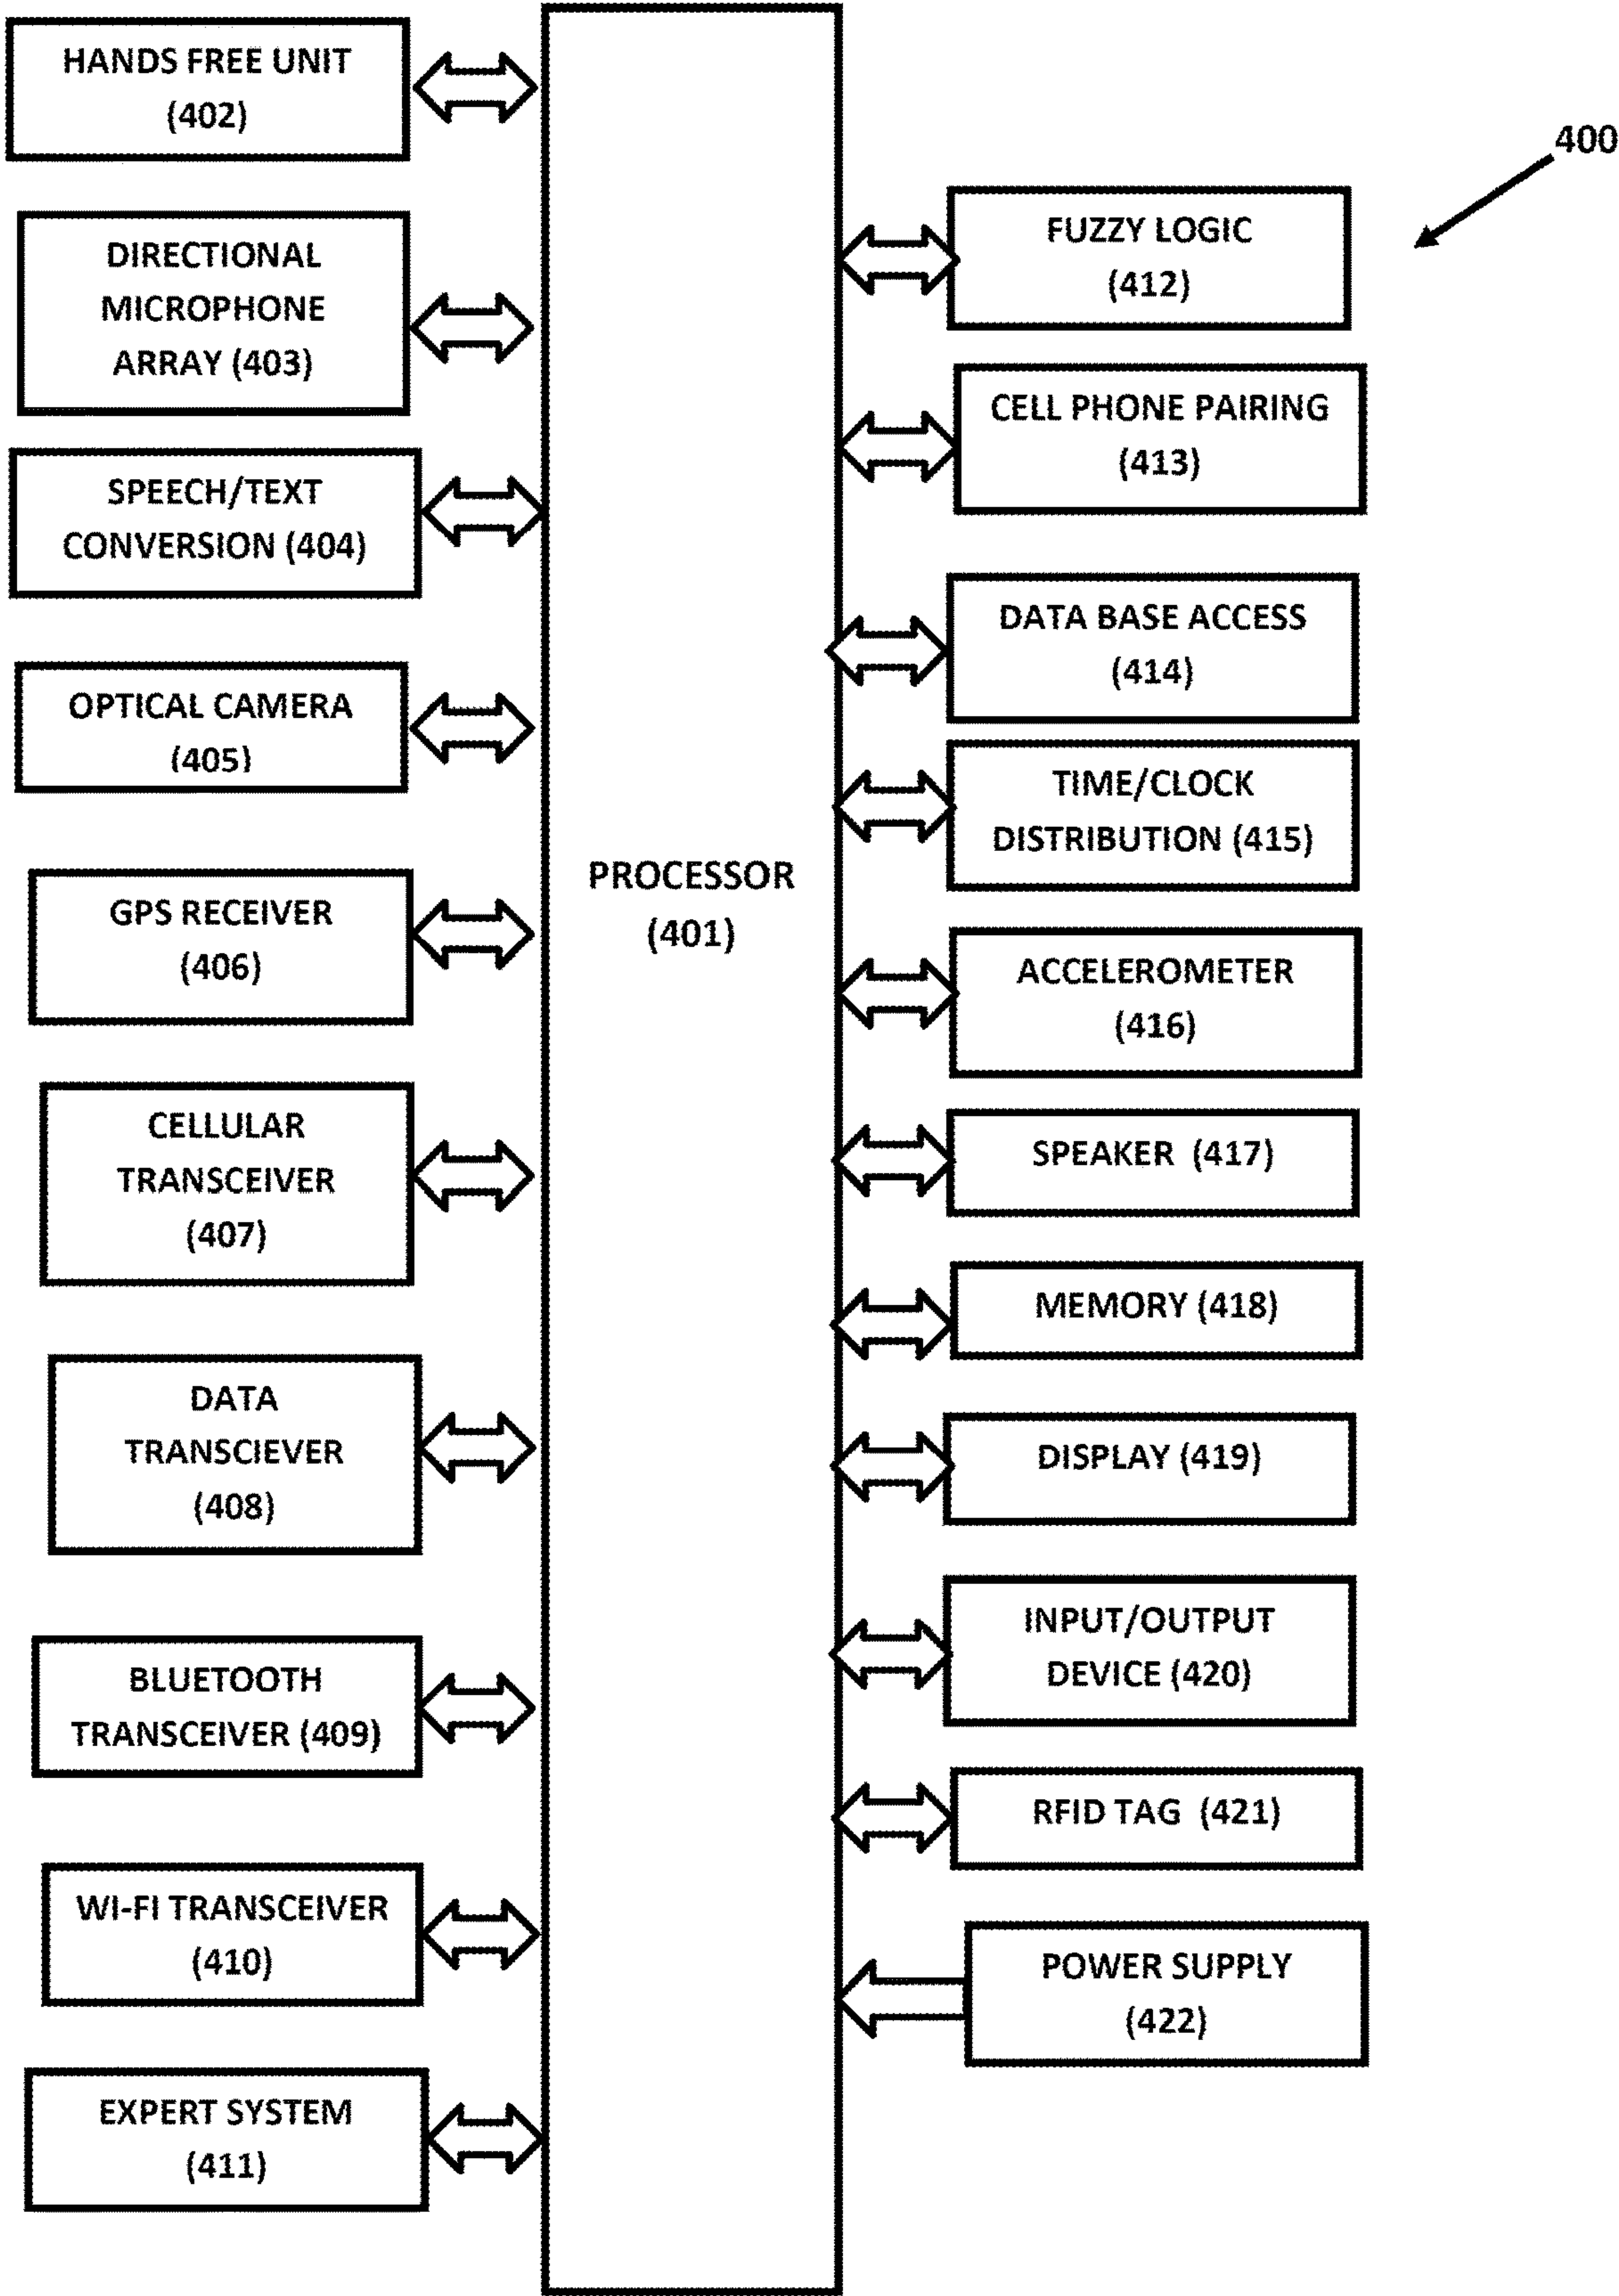 HANDS FREE UNIT
(402)
DIRECTIONAL
MICROPHONE
ARRAY (403)
SPEECH/TEXT
CONVERSION (404)
OPTICAL CAMERA
(405)
GPS RECEIVER
(406)
CELLULAR
TRANSCEIVER
(407)
DATA
TRANSCIEVER
(408)
BLUETOOTH
TRANSCEIVER (409)
WI-FI TRANSCEIVER
(410)
EXPERT SYSTEM
(411)
PROCESSOR
(401)
400
FUZZY LOGIC
(412)
CELL PHONE PAIRING
(413)
DATA BASE ACCESS
(414)
TIME/CLOCK
DISTRIBUTION (415)
ACCELEROMETER
(416)
SPEAKER (417)
MEMORY (418)
DISPLAY (419)
INPUT/OUTPUT
DEVICE (420)
RFID TAG (421)
POWER SUPPLY
(422)